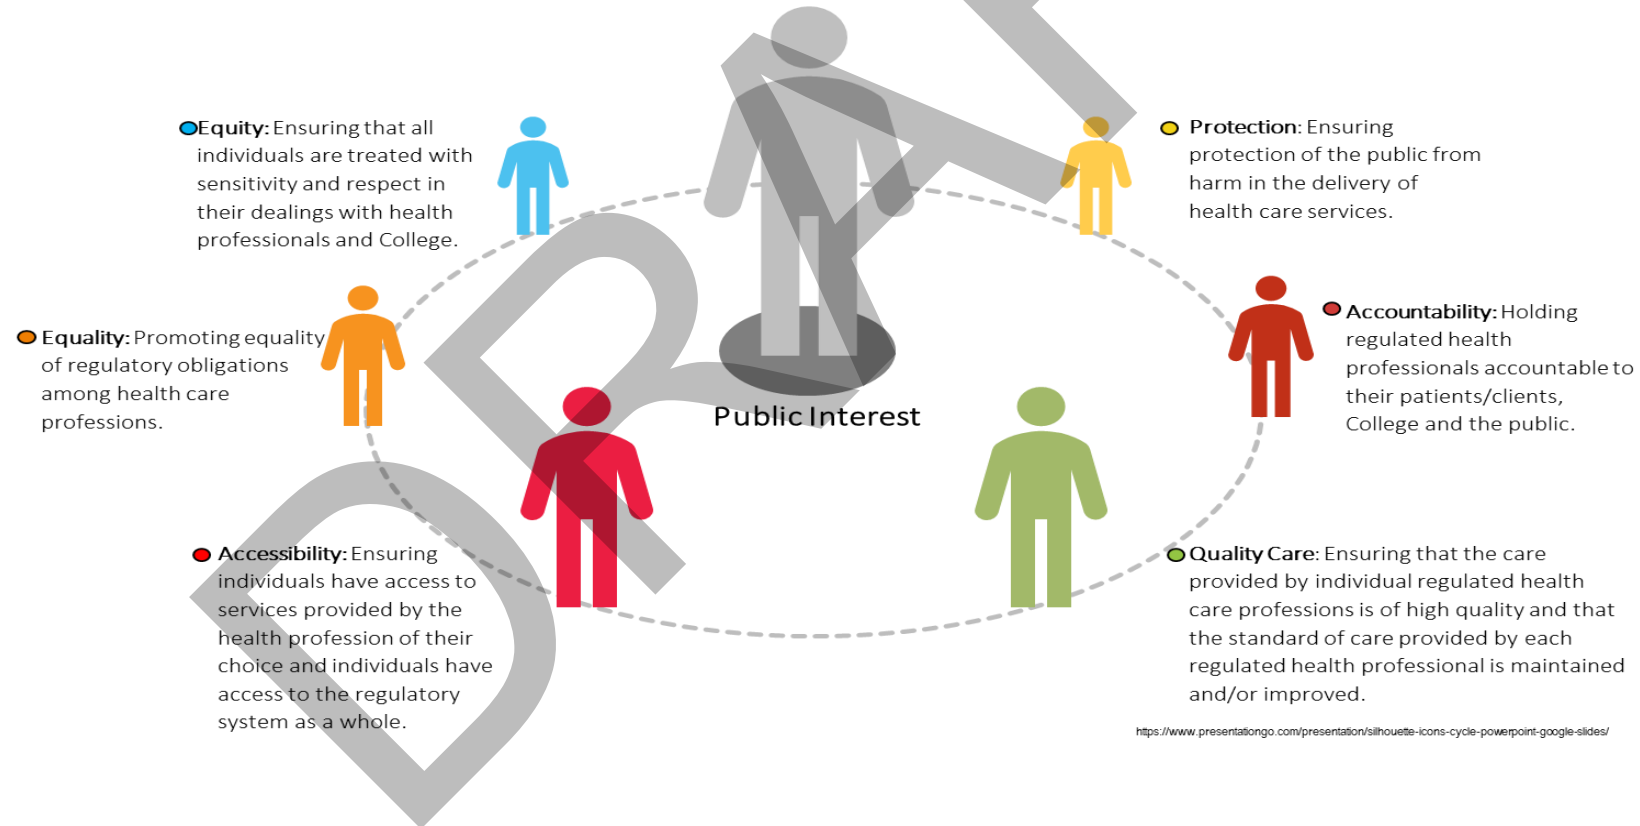 Equity: Ensuring that all
individuals are treated with
sensitivity and respect in
their dealings with health
professionals and College.
Protection: Ensuring
protection of the public from
harm in the delivery of
health care services.
Equality: Promoting equality
of regulatory obligations
among health care
professions.
Accountability: Holding
regulated health
professionals accountable to
their patients/clients,
College and the public.
Public Interest
Accessibility: Ensuring
individuals have access to
services provided by the
health profession of their
choice and individuals have
access to the regulatory
system as a whole.
Quality Care: Ensuring that the care
provided by individual regulated health
care professions is of high quality and that
the standard of care provided by each
regulated health professional is maintained
and/or improved.
https://www.presentationgo.com/presentation/silhouette-icons-cycle-powerpoint-google-slides/
DRAFT